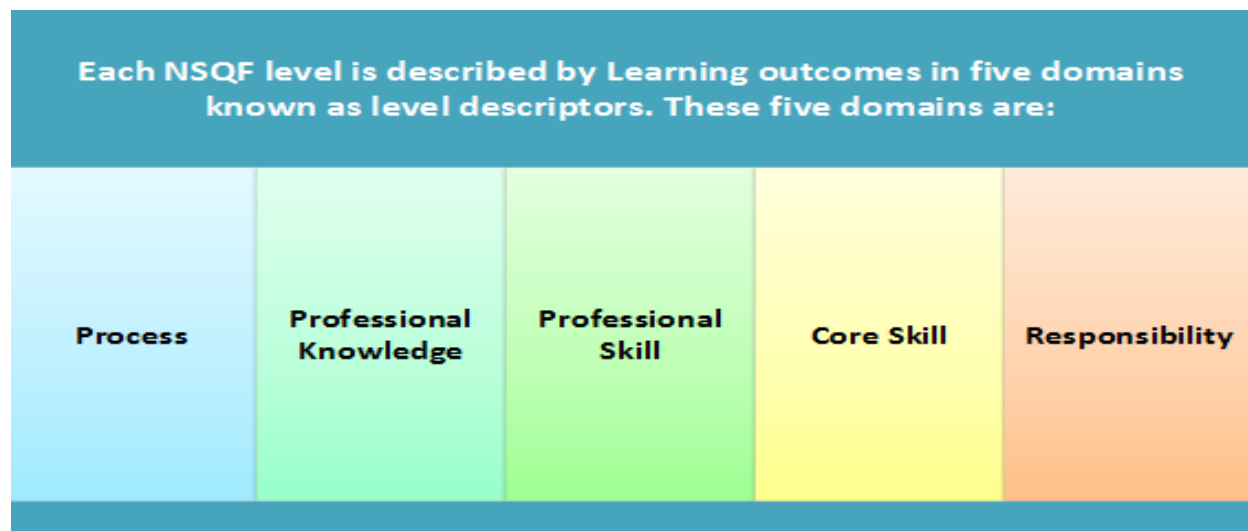 Each NSQF level is described by Learning outcomes in five domains
known as level descriptors. These five domains are:
Process
Professional
Knowledge
Professional
Skill
Core Skill
Responsibility